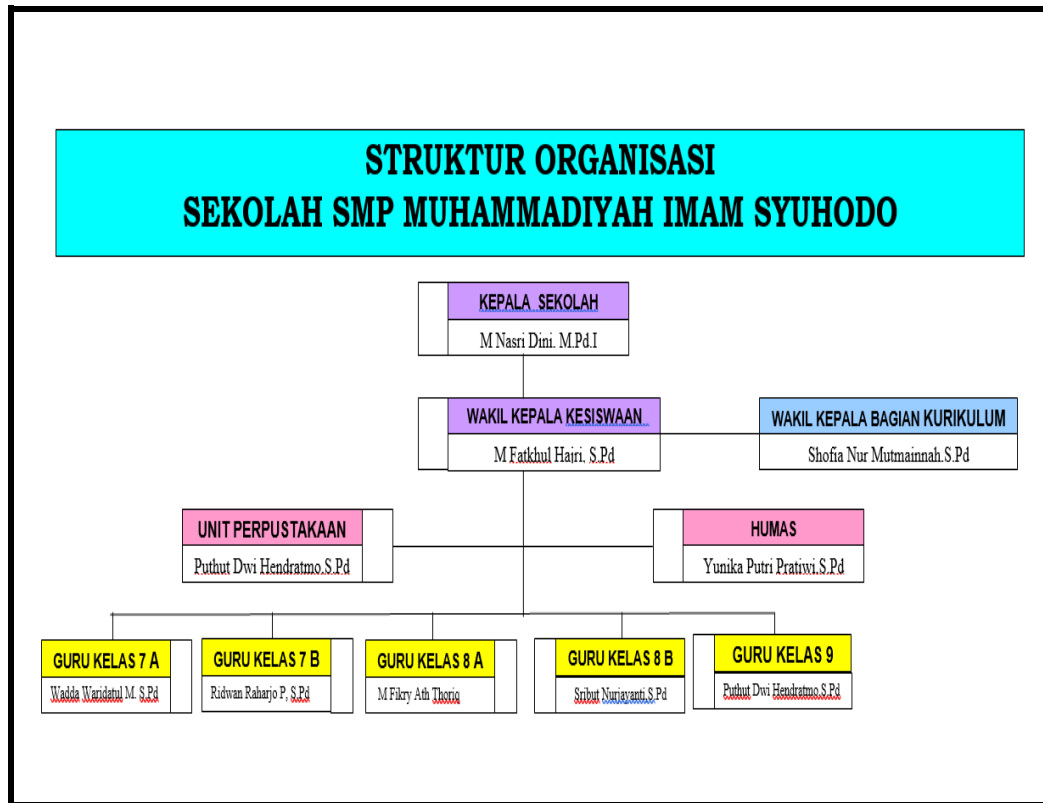 STRUKTUR ORGANISASI
SEKOLAH SMP MUHAMMADIYAH IMAM SYUHODO
KEPALA SEKOLAH
M Nasri Dini. M.Pd.I
WAKIL KEPALA KESISWAAN
M Fatkhul Hajri. S.Pd
WAKIL KEPALA BAGIAN KURIKULUM
Shofia Nur Mutmainnah.S.Pd
UNIT PERPUSTAKAAN
Puthut Dwi Hendratmo.S.Pd
HUMAS
Yunika Putri Pratiwi.S.Pd
GURU KELAS 7 A
Wadda Waridatul M. S.Pd
GURU KELAS 7 B
Ridwan Raharjo P, S.Pd
GURU KELAS 8 A
M Fikry Ath Thoriq
GURU KELAS 8 B
Sribut Nurjayanti.S.Pd
GURU KELAS 9
Puthut Dwi Hendratmo.S.Pd